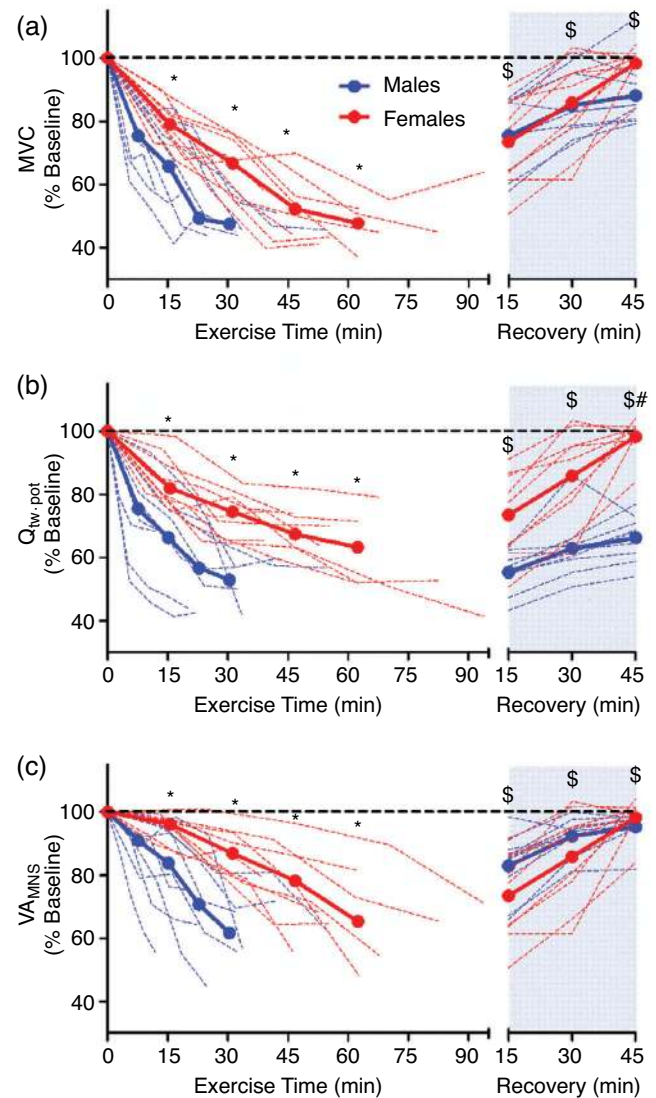 (a)
$
$
$
100
*
*
*
*
Males
Females
80
60
40
MVC
(% Baseline)
0 15 30 45 60 75 90 15 30 45
Exercise Time (min) Recovery (min)
(b)
$
$
$#
100
*
*
*
*
80
60
40
Qtw·pot
(% Baseline)
0 15 30 45 60 75 90 15 30 45
Exercise Time (min) Recovery (min)
(c)
$
$
$
100
*
*
*
*
80
60
40
VAMNS
(% Baseline)
0 15 30 45 60 75 90 15 30 45
Exercise Time (min) Recovery (min)